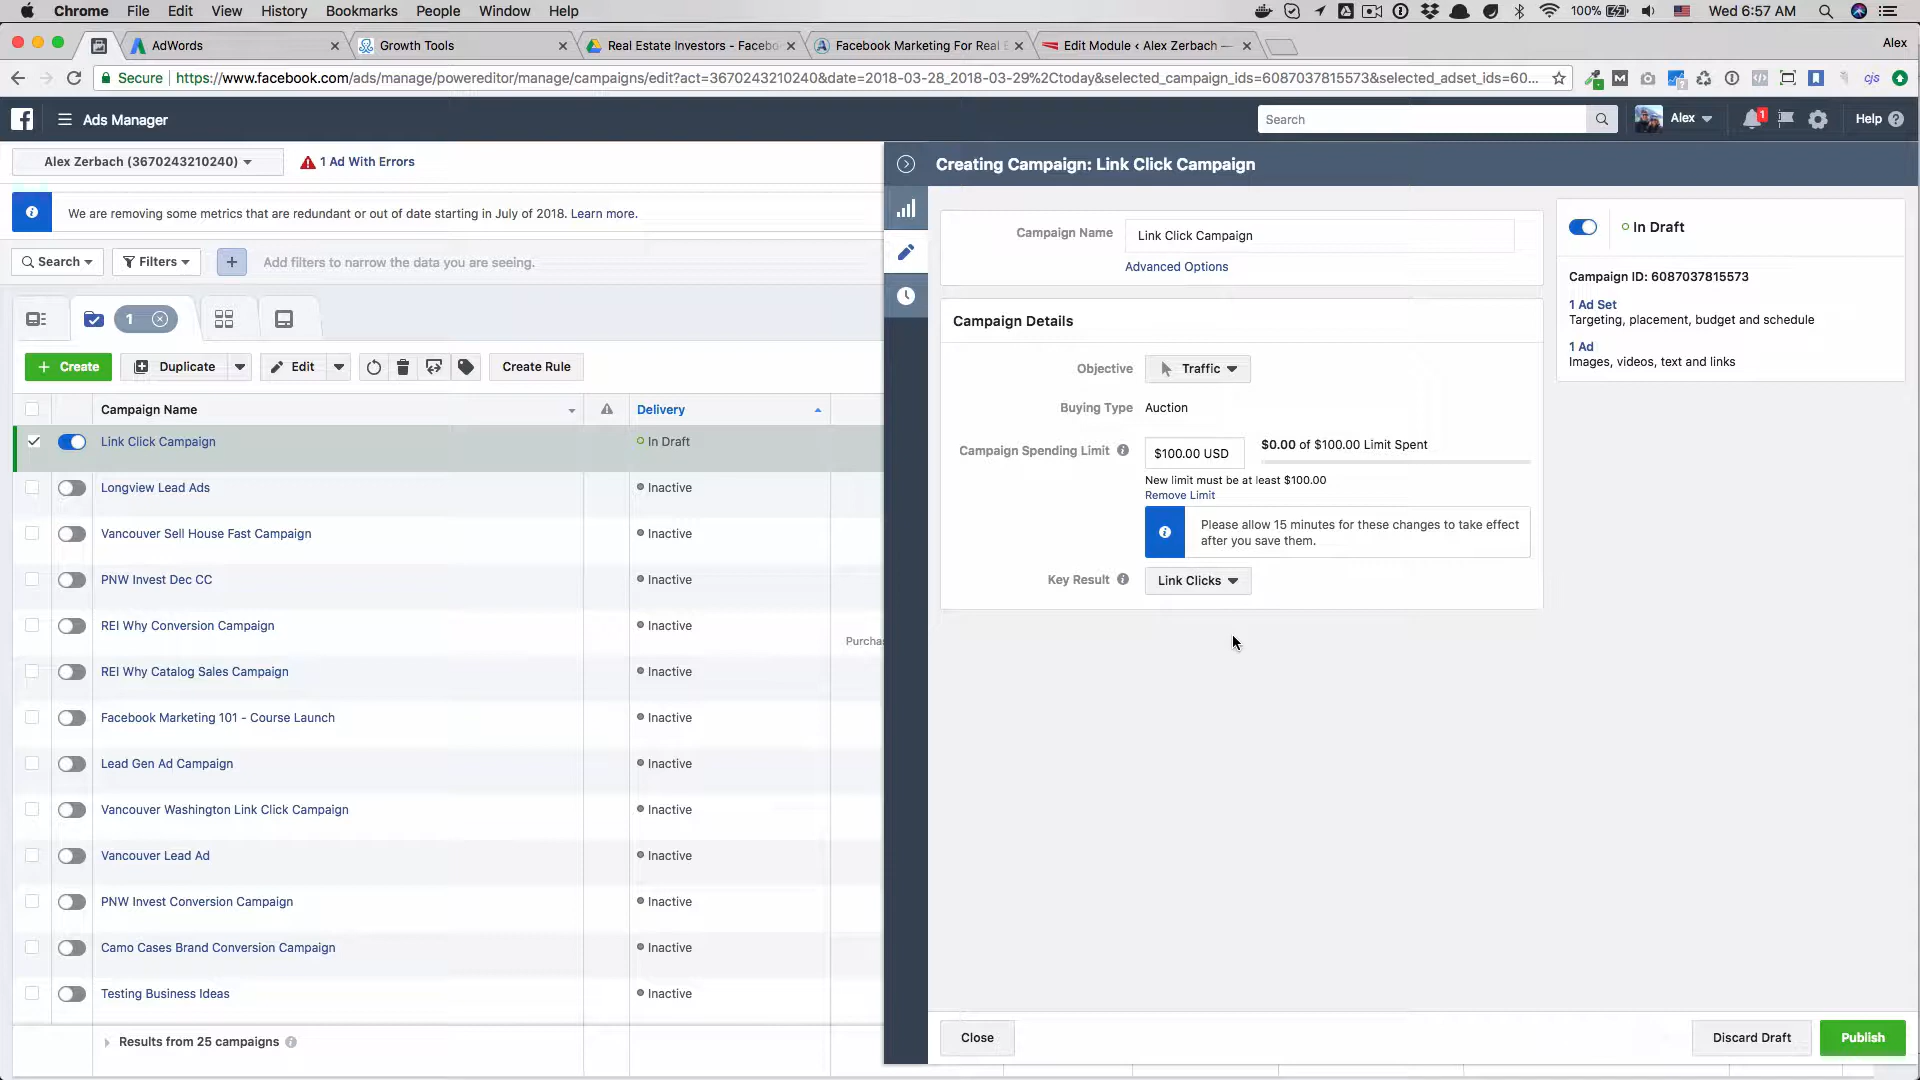 Chrome File Edit View History Bookmarks People Window Help 100% Wed 6:57 AM
AdWords Growth Tools Real Estate Investors - Facebo Facebook Marketing For Real E Edit Module ‹ Alex Zerbach — Alex
Secure https://www.facebook.com/ads/manage/powereditor/manage/campaigns/edit?act=3670243210240&date=2018-03-28_2018-03-29%2Ctoday&selected_campaign_ids=6087037815573&selected_adset_ids=60... cjs
Ads Manager Search Alex 1 Help
Alex Zerbach (3670243210240) 1 Ad With Errors
We are removing some metrics that are redundant or out of date starting in July of 2018. Learn more.
Search Filters + Add filters to narrow the data you are seeing.
1
+ Create Duplicate Edit Create Rule
Campaign Name Delivery
Link Click Campaign In Draft
Longview Lead Ads Inactive
Vancouver Sell House Fast Campaign Inactive
PNW Invest Dec CC Inactive
REI Why Conversion Campaign Inactive
Purcha
REI Why Catalog Sales Campaign Inactive
Facebook Marketing 101 - Course Launch Inactive
Lead Gen Ad Campaign Inactive
Vancouver Washington Link Click Campaign Inactive
Vancouver Lead Ad Inactive
PNW Invest Conversion Campaign Inactive
Camo Cases Brand Conversion Campaign Inactive
Testing Business Ideas Inactive
Results from 25 campaigns
Creating Campaign: Link Click Campaign
Campaign Name Link Click Campaign
Advanced Options
Campaign Details
Objective Traffic
Buying Type Auction
Campaign Spending Limit $100.00 USD $0.00 of $100.00 Limit Spent
New limit must be at least $100.00
Remove Limit
Please allow 15 minutes for these changes to take effect
after you save them.
Key Result Link Clicks
In Draft
Campaign ID: 6087037815573
1 Ad Set
Targeting, placement, budget and schedule
1 Ad
Images, videos, text and links
Close Discard Draft Publish